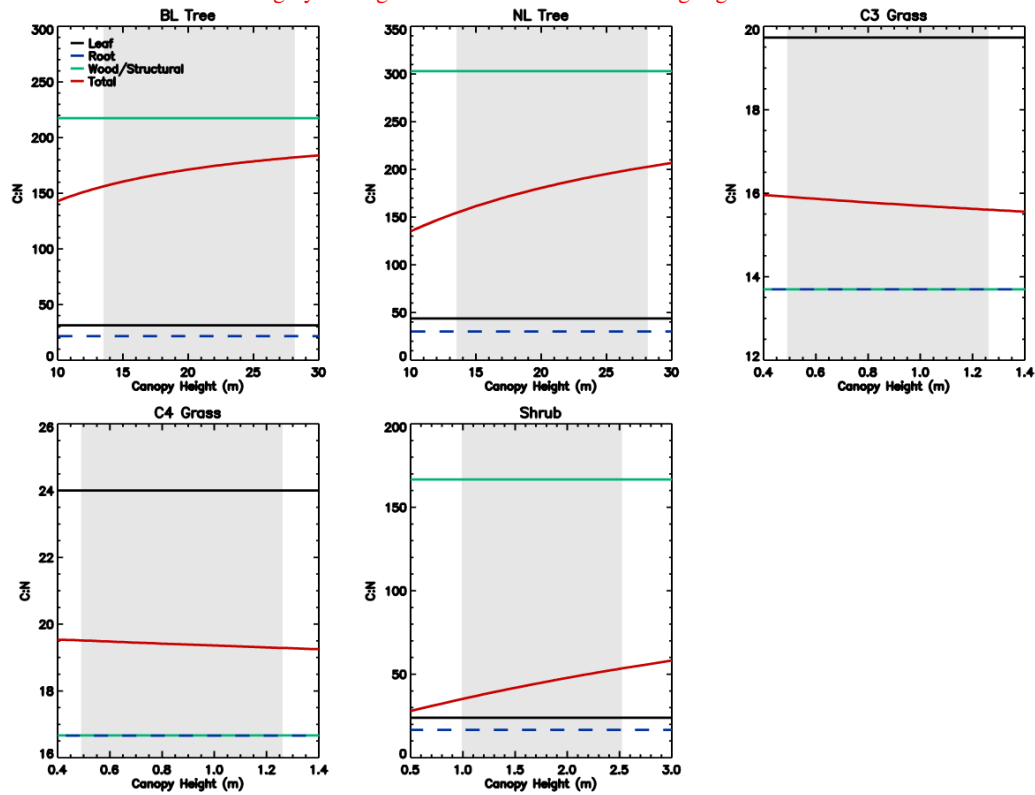 BL Tree
300
250
200
150
100
50
0
C:N
Leaf
Root
Wood/Structural
Total
10 15 20 25 30
Canopy Height (m)
NL Tree
350
300
250
200
150
100
50
0
C:N
10 15 20 25 30
Canopy Height (m)
C3 Grass
20
18
16
14
12
C:N
0.4 0.6 0.8 1.0 1.2 1.4
Canopy Height (m)
C4 Grass
26
24
22
20
18
16
C:N
0.4 0.6 0.8 1.0 1.2 1.4
Canopy Height (m)
Shrub
200
150
100
50
0
C:N
0.5 1.0 1.5 2.0 2.5 3.0
Canopy Height (m)